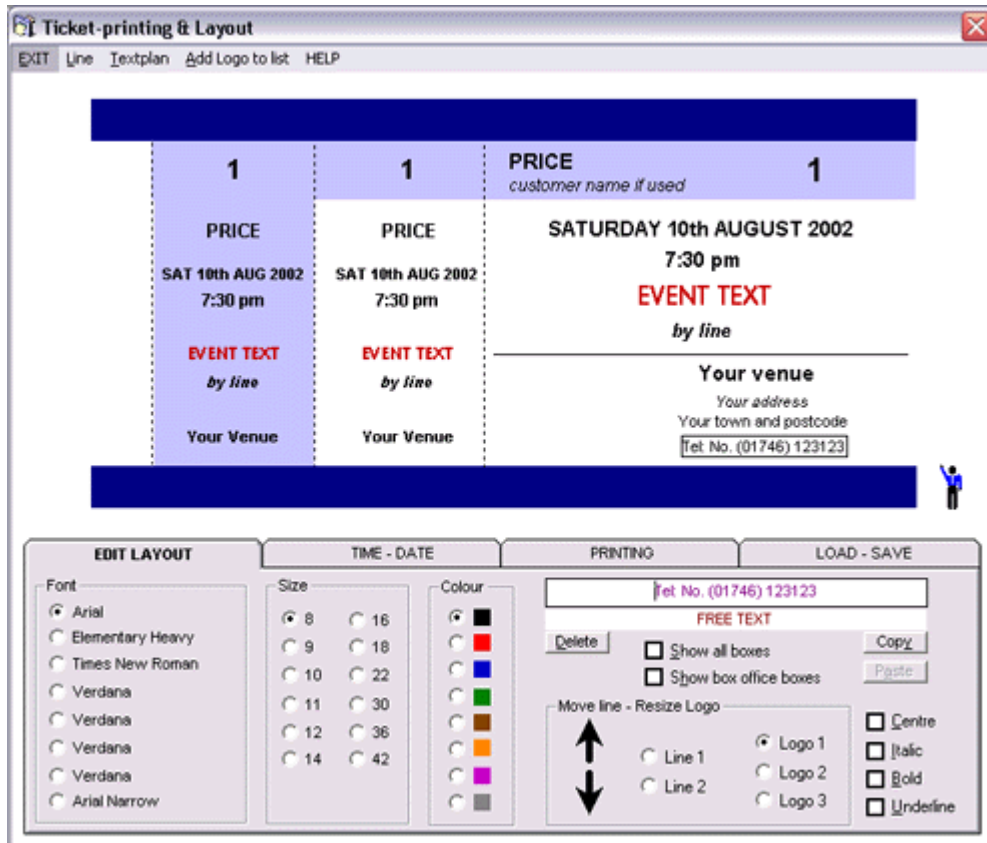 Ticket-printing & Layout
EXIT Line Textplan Add Logo to list HELP
1 1 PRICE 1
customer name if used
PRICE PRICE SATURDAY 10th AUGUST 2002
7:30 pm
SAT 10th AUG 2002 SAT 10th AUG 2002
7:30 pm 7:30 pm EVENT TEXT
by line
EVENT TEXT EVENT TEXT
by line by line Your venue
Your address
Your town and postcode
Your Venue Your Venue Tel: No. (01746) 123123
EDIT LAYOUT TIME - DATE PRINTING LOAD - SAVE
Font Size Colour
Tel: No. (01746) 123123
FREE TEXT
Arial 8 16
Elementary Heavy 9 18 Delete Show all boxes Copy
Times New Roman 10 22 Show box office boxes Paste
Verdana 11 30 Move line - Resize Logo
Verdana 12 36 Line 1 Logo 1 Centre
Verdana 14 42 Line 2 Logo 2 Italic
Verdana Logo 3 Bold
Arial Narrow Underline